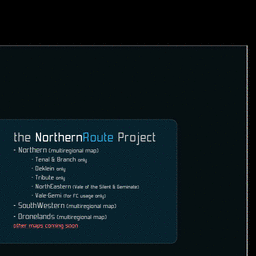 the NorthernRoute Project
- Northern (multiregional map)
- Tenal & Branch only
- Deklein only
- Tribute only
- NorthEastern (Vale of the Silent & Geminate)
- Vale-Gemi (for FC usage only)
- SouthWestern (multiregional map)
- Dronelands (multiregional map)
other maps coming soon